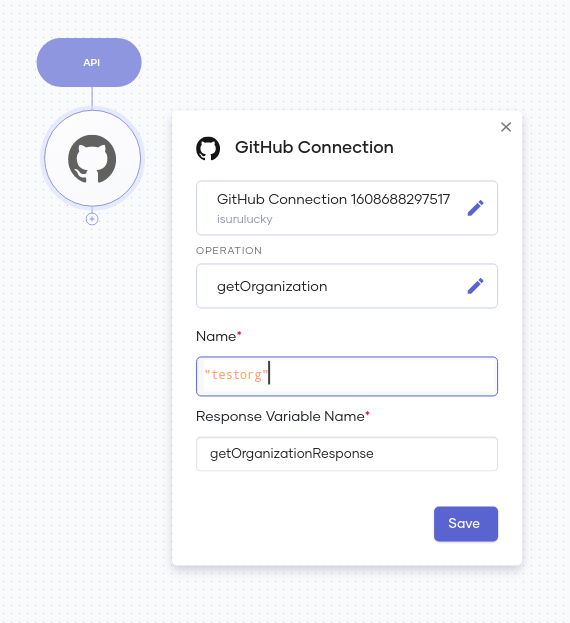 API
GitHub Connection
GitHub Connection 1608688297517
isurulucky
OPERATION
getOrganization
Name*
"testorg"
Response Variable Name*
getOrganizationResponse
Save